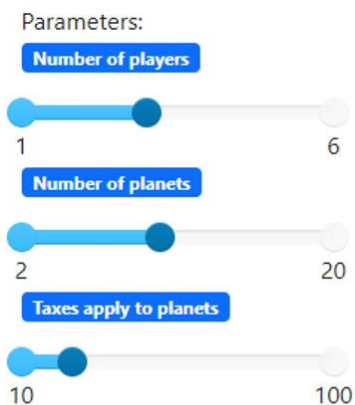 Parameters:
Number of players
1 6
Number of planets
2 20
Taxes apply to planets
10 100